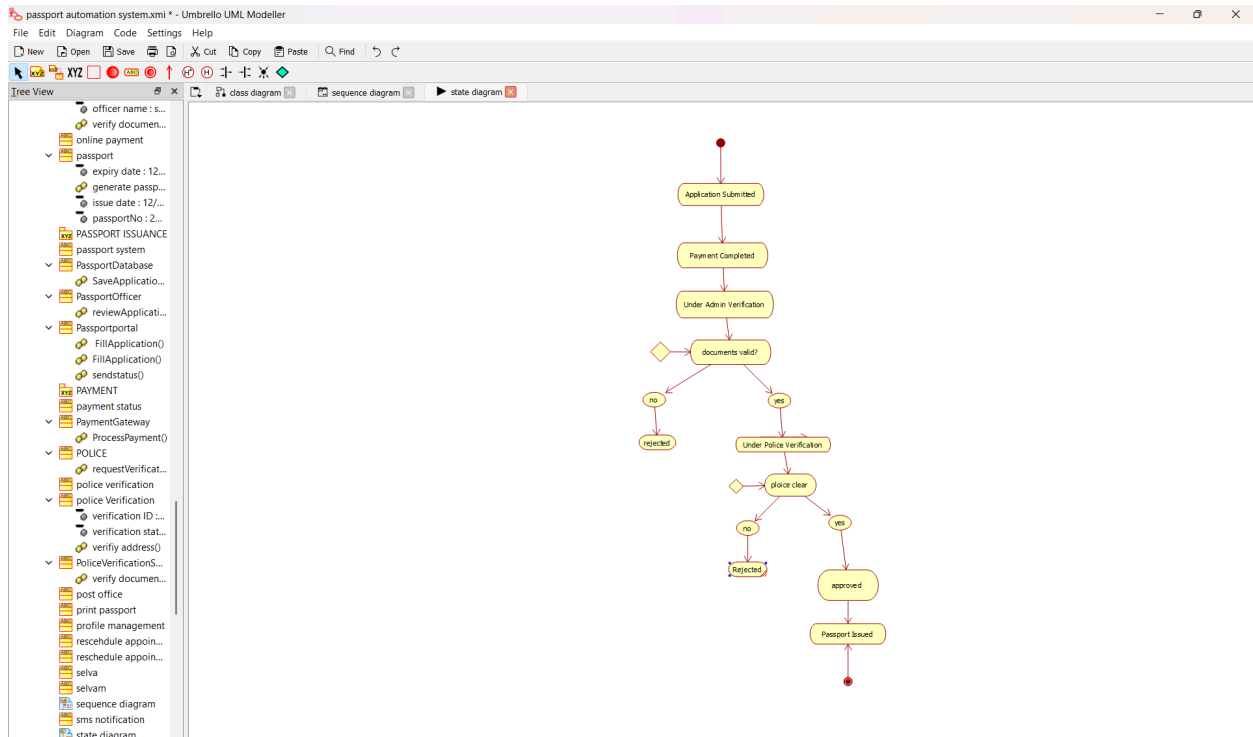 passport automation system.xmi * - Umbrello UML Modeller
File Edit Diagram Code Settings Help
New Open Save Cut Copy Paste Find
XYZ XYZ XYZ ABC H* H
Tree View
class diagram sequence diagram state diagram
officer name : s...
verify documen...
online payment
passport
expiry date : 12...
generate passp...
issue date : 12/...
passportNo : 2...
PASSPORT ISSUANCE
passport system
PassportDatabase
SaveApplicatio...
PassportOfficer
reviewApplicati...
Passportportal
FillApplication()
FillApplication()
sendstatus()
PAYMENT
payment status
PaymentGateway
ProcessPayment()
POLICE
requestVerificat...
police verification
police Verification
verification ID :...
verification stat...
verifiy address()
PoliceVerificationS...
verify documen...
post office
print passport
profile management
rescehdule appoin...
reschedule appoin...
selva
selvam
sequence diagram
sms notification
state diagram
Application Submitted
Payment Completed
Under Admin Verification
documents valid?
no
yes
rejected
Under Police Verification
ploice clear
no
yes
Rejected
approved
Passport Issued